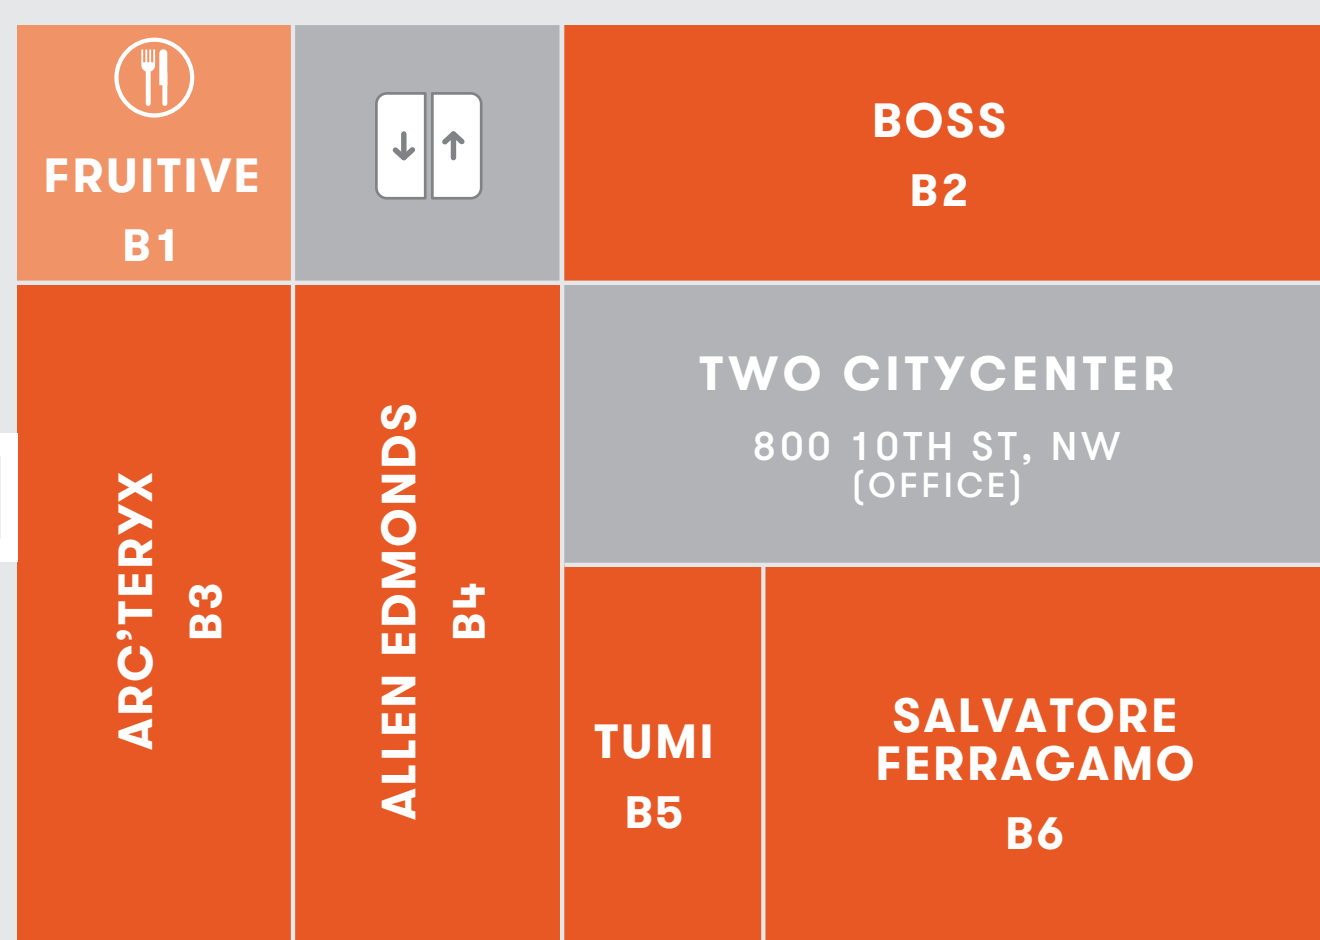 FRUITIVE
B1
BOSS
B2
TWO CITYCENTER
800 10TH ST, NW
(OFFICE)
ARC’TERYX
B3
ALLEN EDMONDS
B4
TUMI
B5
SALVATORE
FERRAGAMO
B6